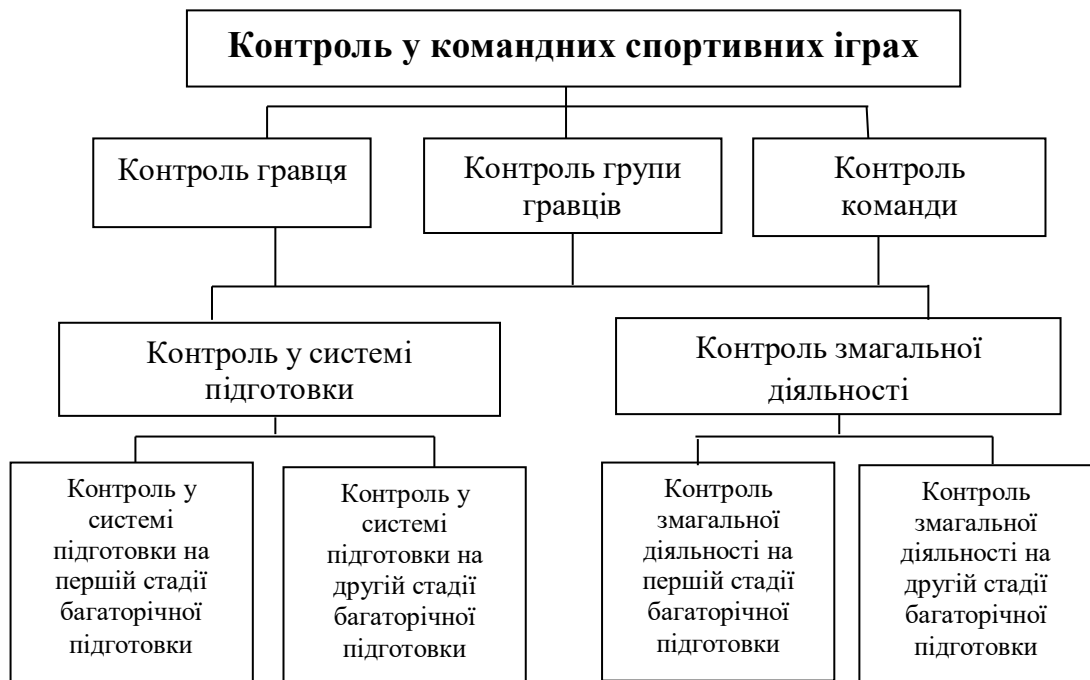 Контроль у командних спортивних іграх
Контроль гравця
Контроль групи
гравців
Контроль
команди
Контроль у системі
підготовки
Контроль змагальної
діяльності
Контроль у
системі
підготовки на
першій стадії
багаторічної
підготовки
Контроль у
системі
підготовки на
другій стадії
багаторічної
підготовки
Контроль
змагальної
діяльності на
першій стадії
багаторічної
підготовки
Контроль
змагальної
діяльності на
другій стадії
багаторічної
підготовки